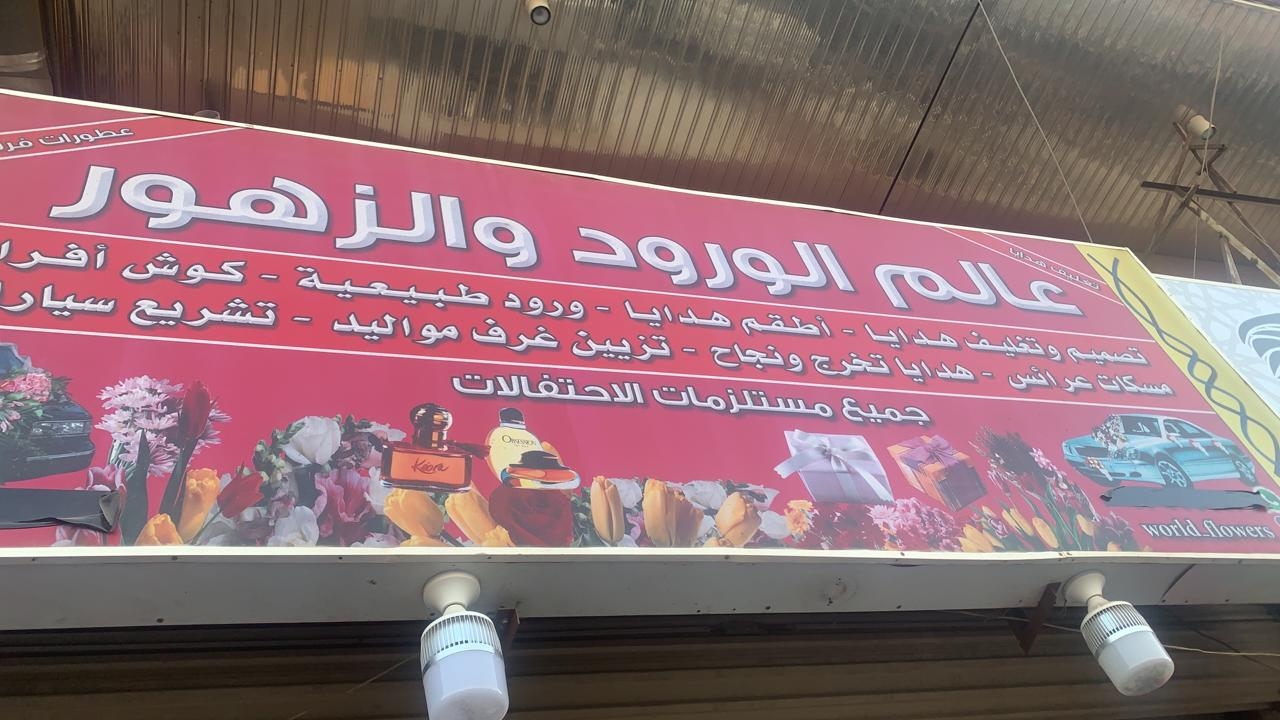 تغليف هدايا
عطورات
عالم الورود والزهور
تصميم وتغليف هدايا - أطقم هدايا - ورود طبيعية - كوش
مسكات عرائس - هدايا تخرج ونجاح - تزيين غرف مواليد - تشريع
جميع مستلزمات الاحتفالات
Keora
OBSESSION
world_flowers